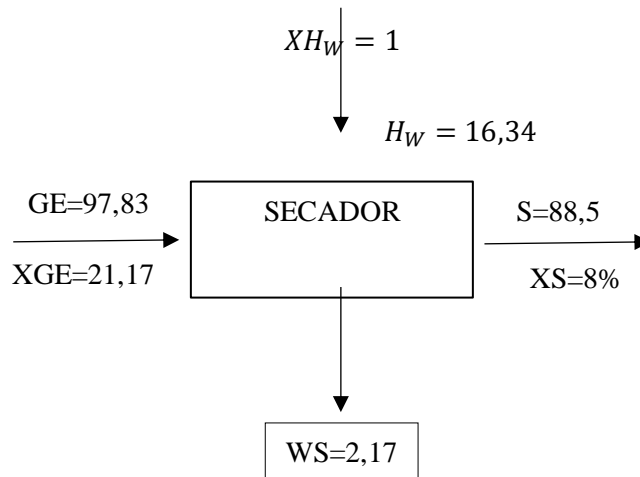 XH_W = 1
H_W = 16,34
GE=97,83
SECADOR
S=88,5
XGE=21,17
XS=8%
WS=2,17